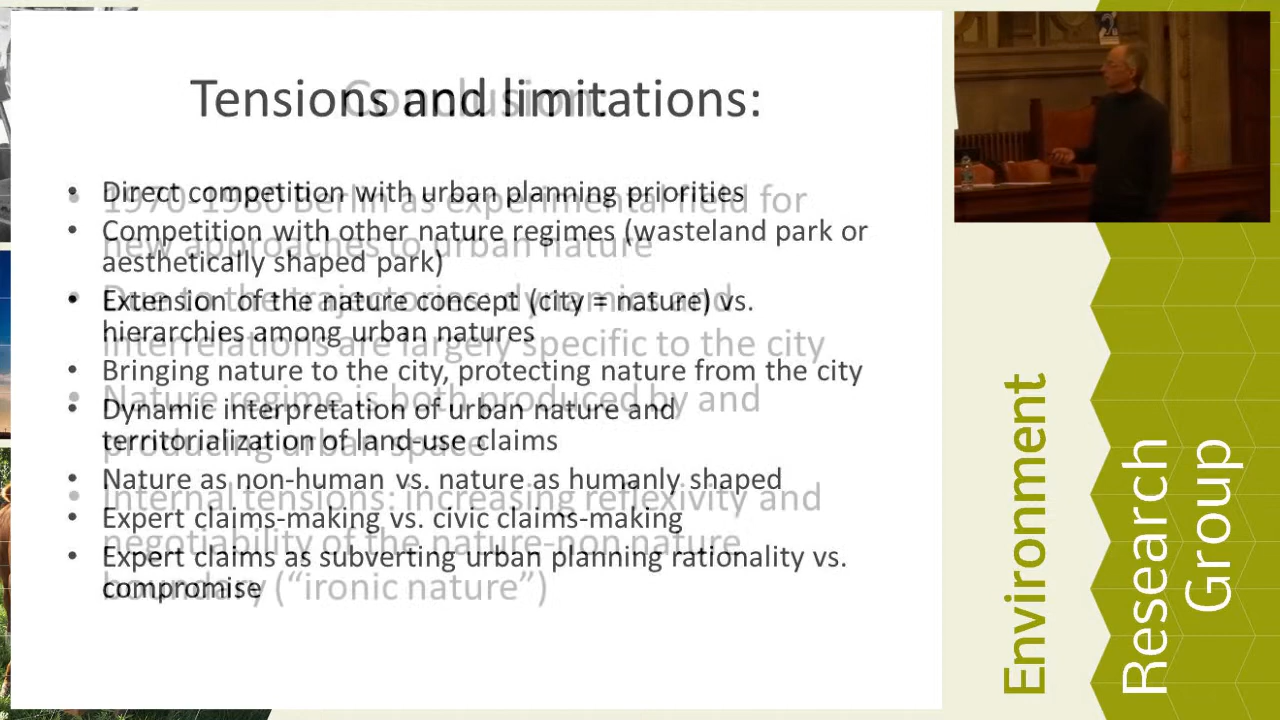 Tensions and limitations:
• Direct competition with urban planning priorities
• Competition with other nature regimes (wasteland park or
aesthetically shaped park)
• Extension of the nature concept (city = nature) vs.
hierarchies among urban natures
• Bringing nature to the city, protecting nature from the city
• Dynamic interpretation of urban nature and
territorialization of land-use claims
• Nature as non-human vs. nature as humanly shaped
• Expert claims-making vs. civic claims-making
• Expert claims as subverting urban planning rationality vs.
compromise
Conclusion:
• 1970-1980 Berlin as experimental field for
new approaches to urban nature
• Due to the trajectories, dynamics and
interrelations are largely specific to the city
• Nature regime is both produced by and
producing urban space
• Internal tensions: increasing reflexivity and
negotiability of the nature-non nature
boundary (“ironic nature”)
Environment
Research
Group